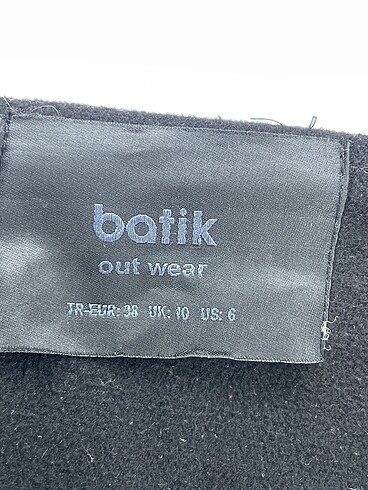 batik
out wear
TR-EUR: 38 UK: 10 US: 6